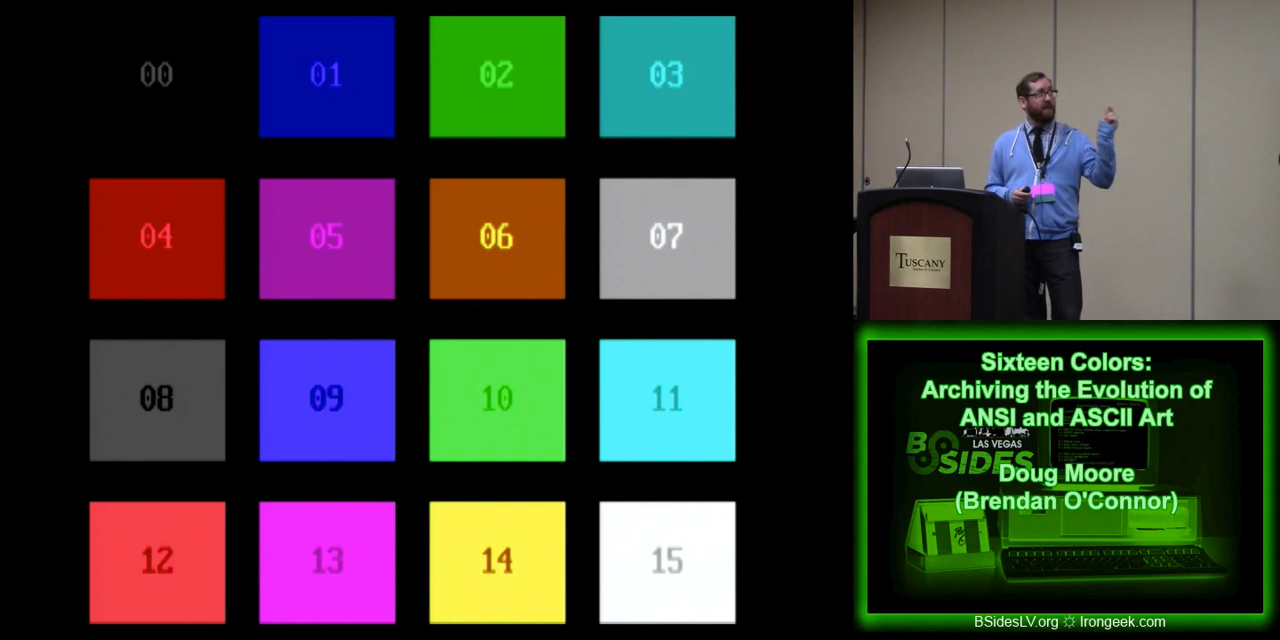 00 01 02 03
04 05 06 07
08 09 10 11
12 13 14 15
TUSCANY
Sixteen Colors:
Archiving the Evolution of
ANSI and ASCII Art
BSIDES
LAS VEGAS
Doug Moore
(Brendan O'Connor)
BSidesLV.org ☼ Irongeek.com